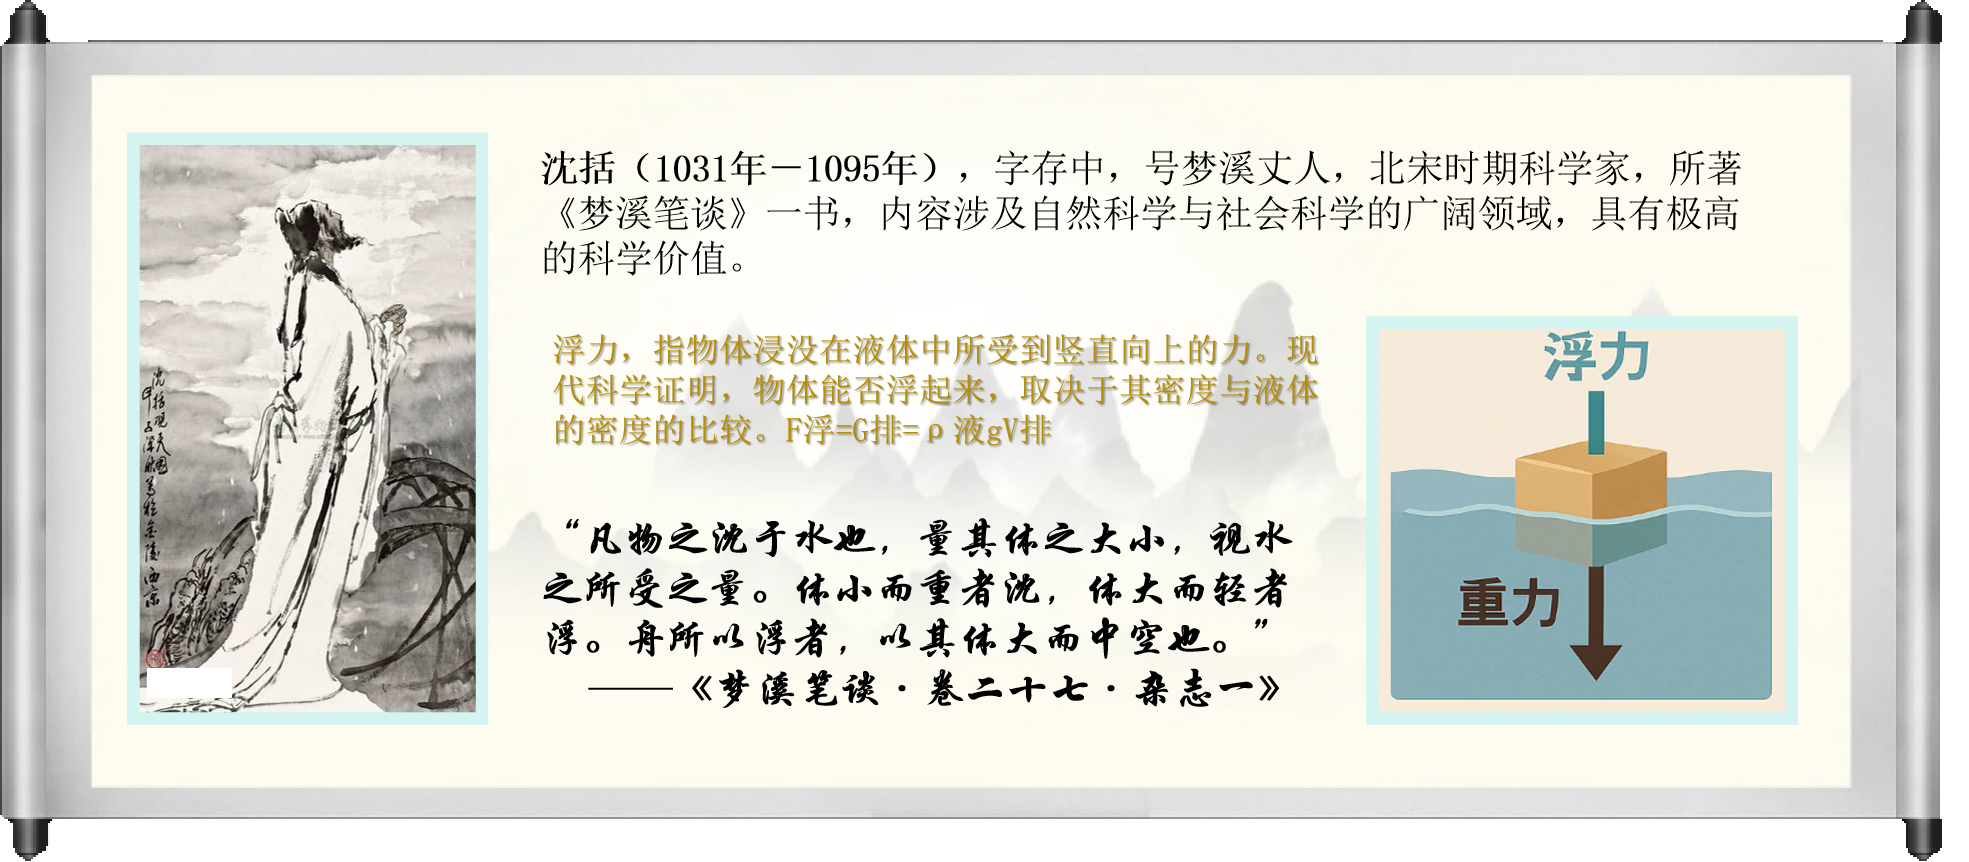 沈括（1031年－1095年），字存中，号梦溪丈人，北宋时期科学家，所著
《梦溪笔谈》一书，内容涉及自然科学与社会科学的广阔领域，具有极高
的科学价值。
浮力，指物体浸没在液体中所受到竖直向上的力。现
代科学证明，物体能否浮起来，取决于其密度与液体
的密度的比较。F浮=G排=ρ液gV排
“凡物之沈于水也，量其体之大小，视水
之所受之量。体小而重者沈，体大而轻者
浮。舟所以浮者，以其体大而中空也。”
——《梦溪笔谈·卷二十七·杂志一》
浮力
重力